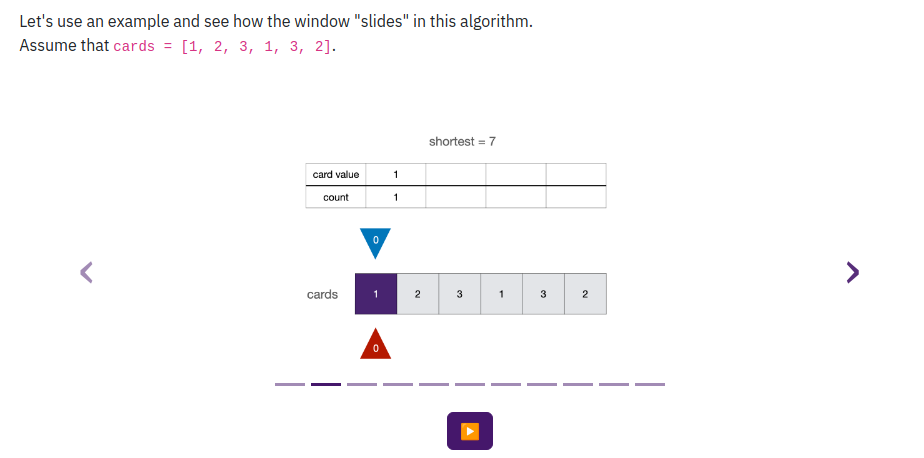 Let's use an example and see how the window "slides" in this algorithm.
Assume that cards = [1, 2, 3, 1, 3, 2].
shortest = 7
card value 1
count 1
0
cards 1 2 3 1 3 2
0